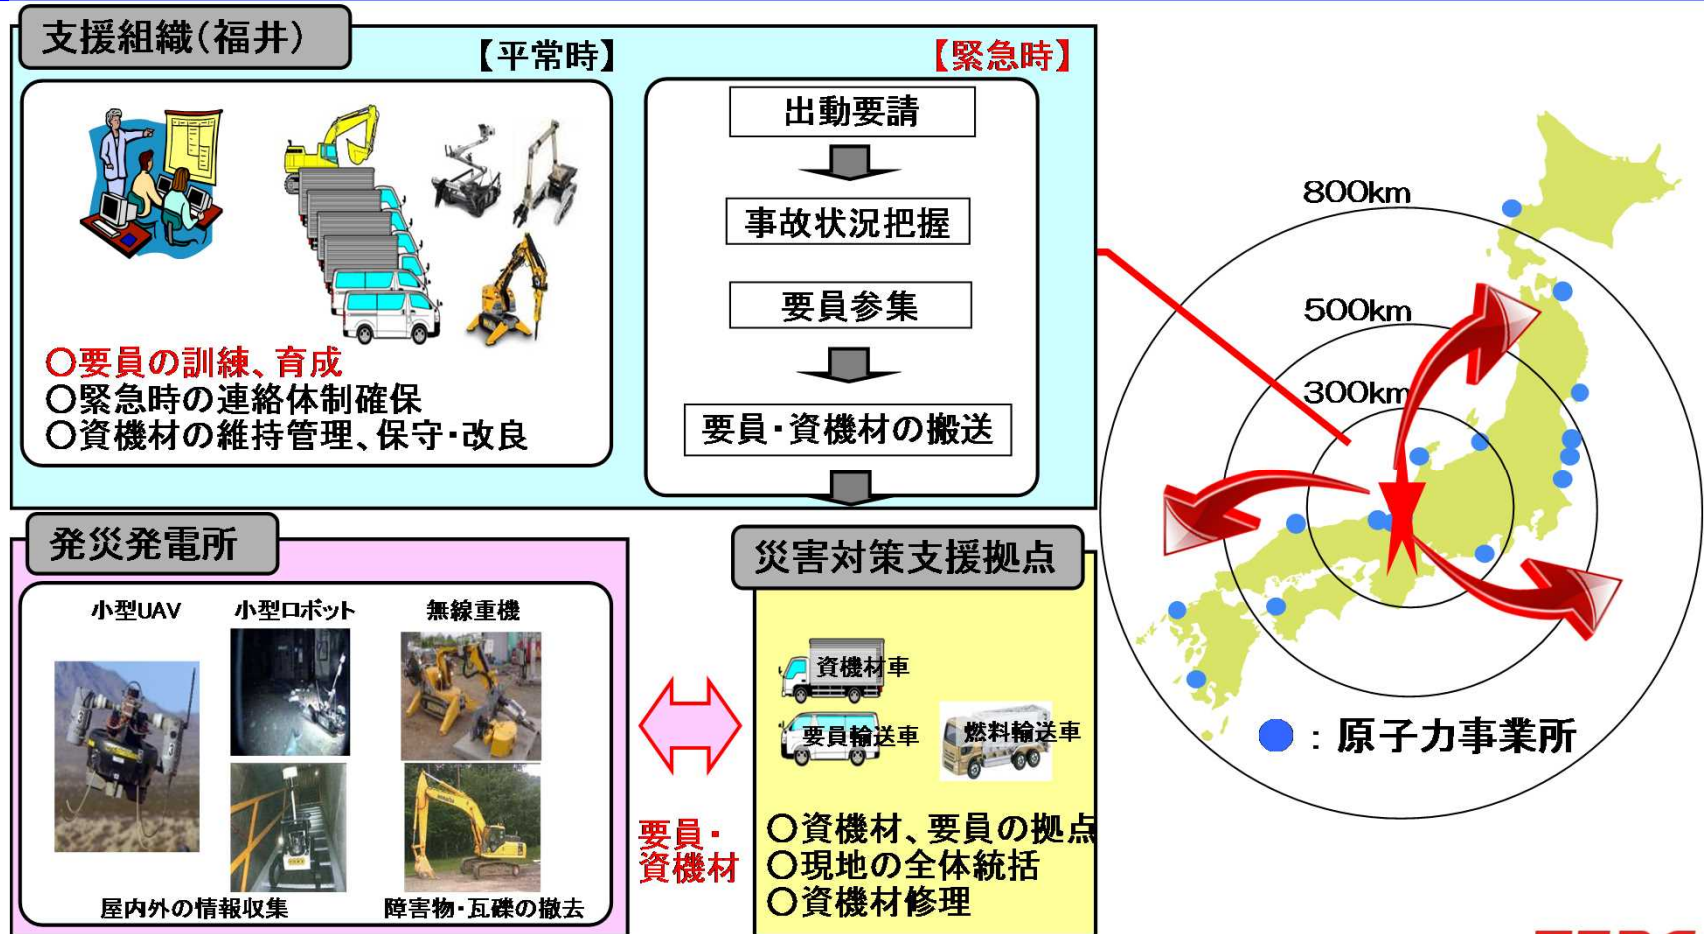 支援組織(福井)
【平常時】
【緊急時】
出動要請
事故状況把握
要員参集
要員・資機材の搬送
○要員の訓練、育成
○緊急時の連絡体制確保
○資機材の維持管理、保守・改良
発災発電所
小型UAV
小型ロボット
無線重機
屋内外の情報収集
障害物・瓦礫の撤去
要員・
資機材
災害対策支援拠点
資機材車
要員輸送車
燃料輸送車
○資機材、要員の拠点
○現地の全体統括
○資機材修理
800km
500km
300km
：原子力事業所